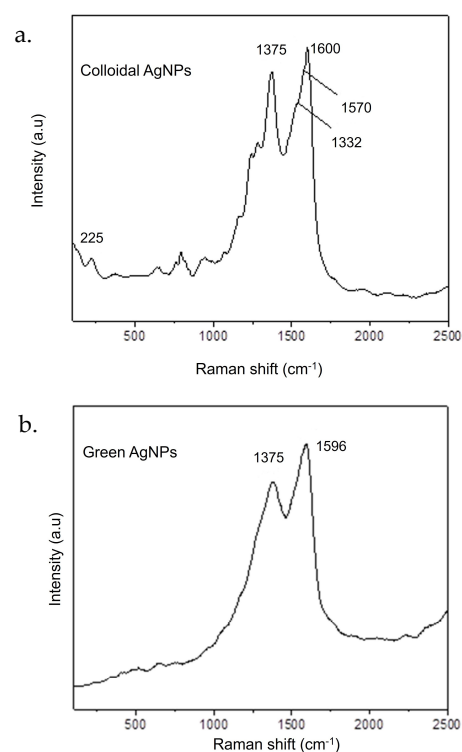 a.
Colloidal AgNPs
1375
1600
1570
1332
225
Intensity (a.u)
500 1000 1500 2000 2500
Raman shift (cm-1)
b.
Green AgNPs
1375
1596
Intensity (a.u)
500 1000 1500 2000 2500
Raman shift (cm-1)